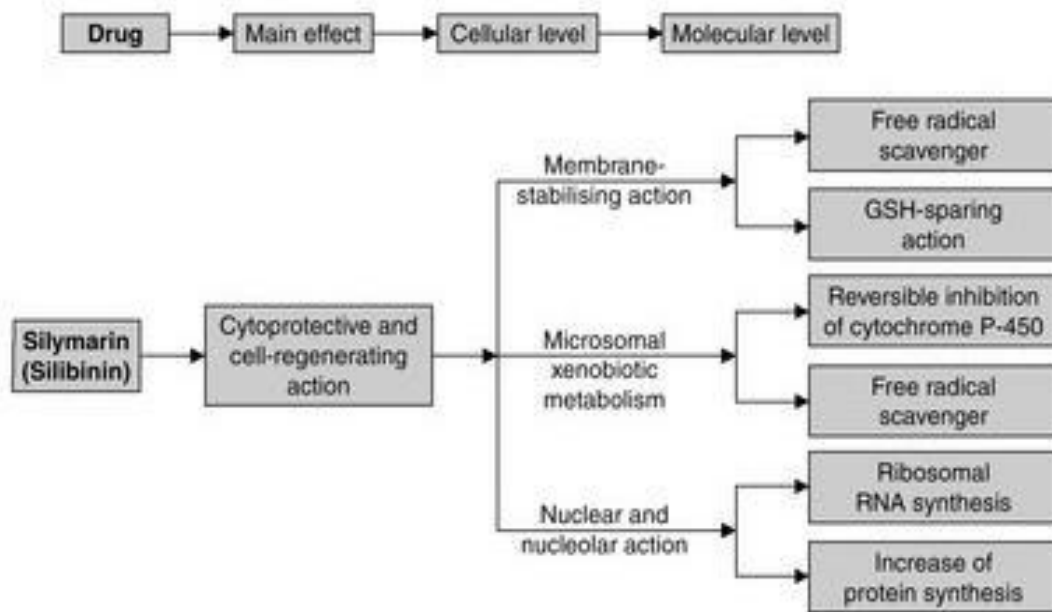 Drug
Main effect
Cellular level
Molecular level
Silymarin
(Silibinin)
Cytoprotective and
cell-regenerating
action
Membrane-
stabilising action
Free radical
scavenger
GSH-sparing
action
Microsomal
xenobiotic
metabolism
Reversible inhibition
of cytochrome P-450
Free radical
scavenger
Nuclear and
nucleolar action
Ribosomal
RNA synthesis
Increase of
protein synthesis